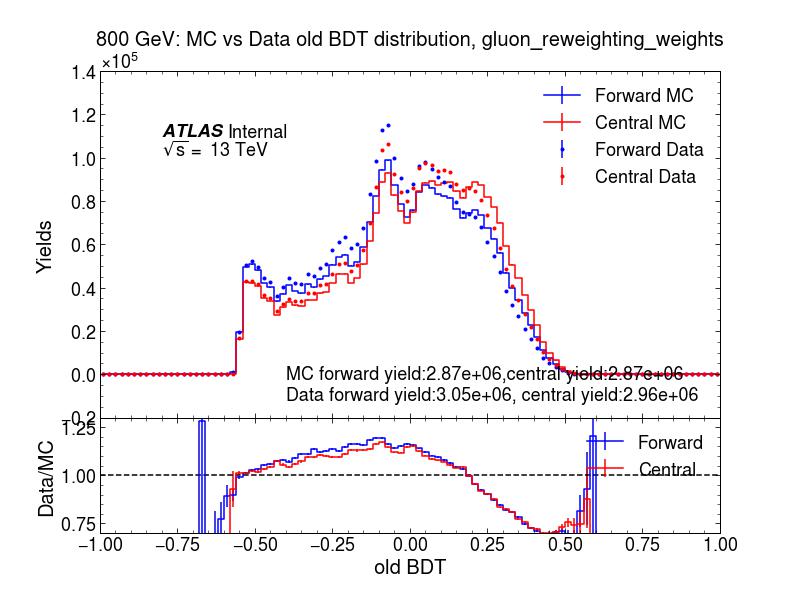 800 GeV: MC vs Data old BDT distribution, gluon_reweighting_weights
×10⁵
1.4
1.2
1.0
0.8
0.6
0.4
0.2
0.0
0.2
Yields
ATLAS Internal
√s = 13 TeV
Forward MC
Central MC
Forward Data
Central Data
MC forward yield:2.87e+06,central yield:2.87e+06
Data forward yield:3.05e+06, central yield:2.96e+06
1.25
1.00
0.75
Data/MC
Forward
Central
−1.00 −0.75 −0.50 −0.25 0.00 0.25 0.50 0.75 1.00
old BDT